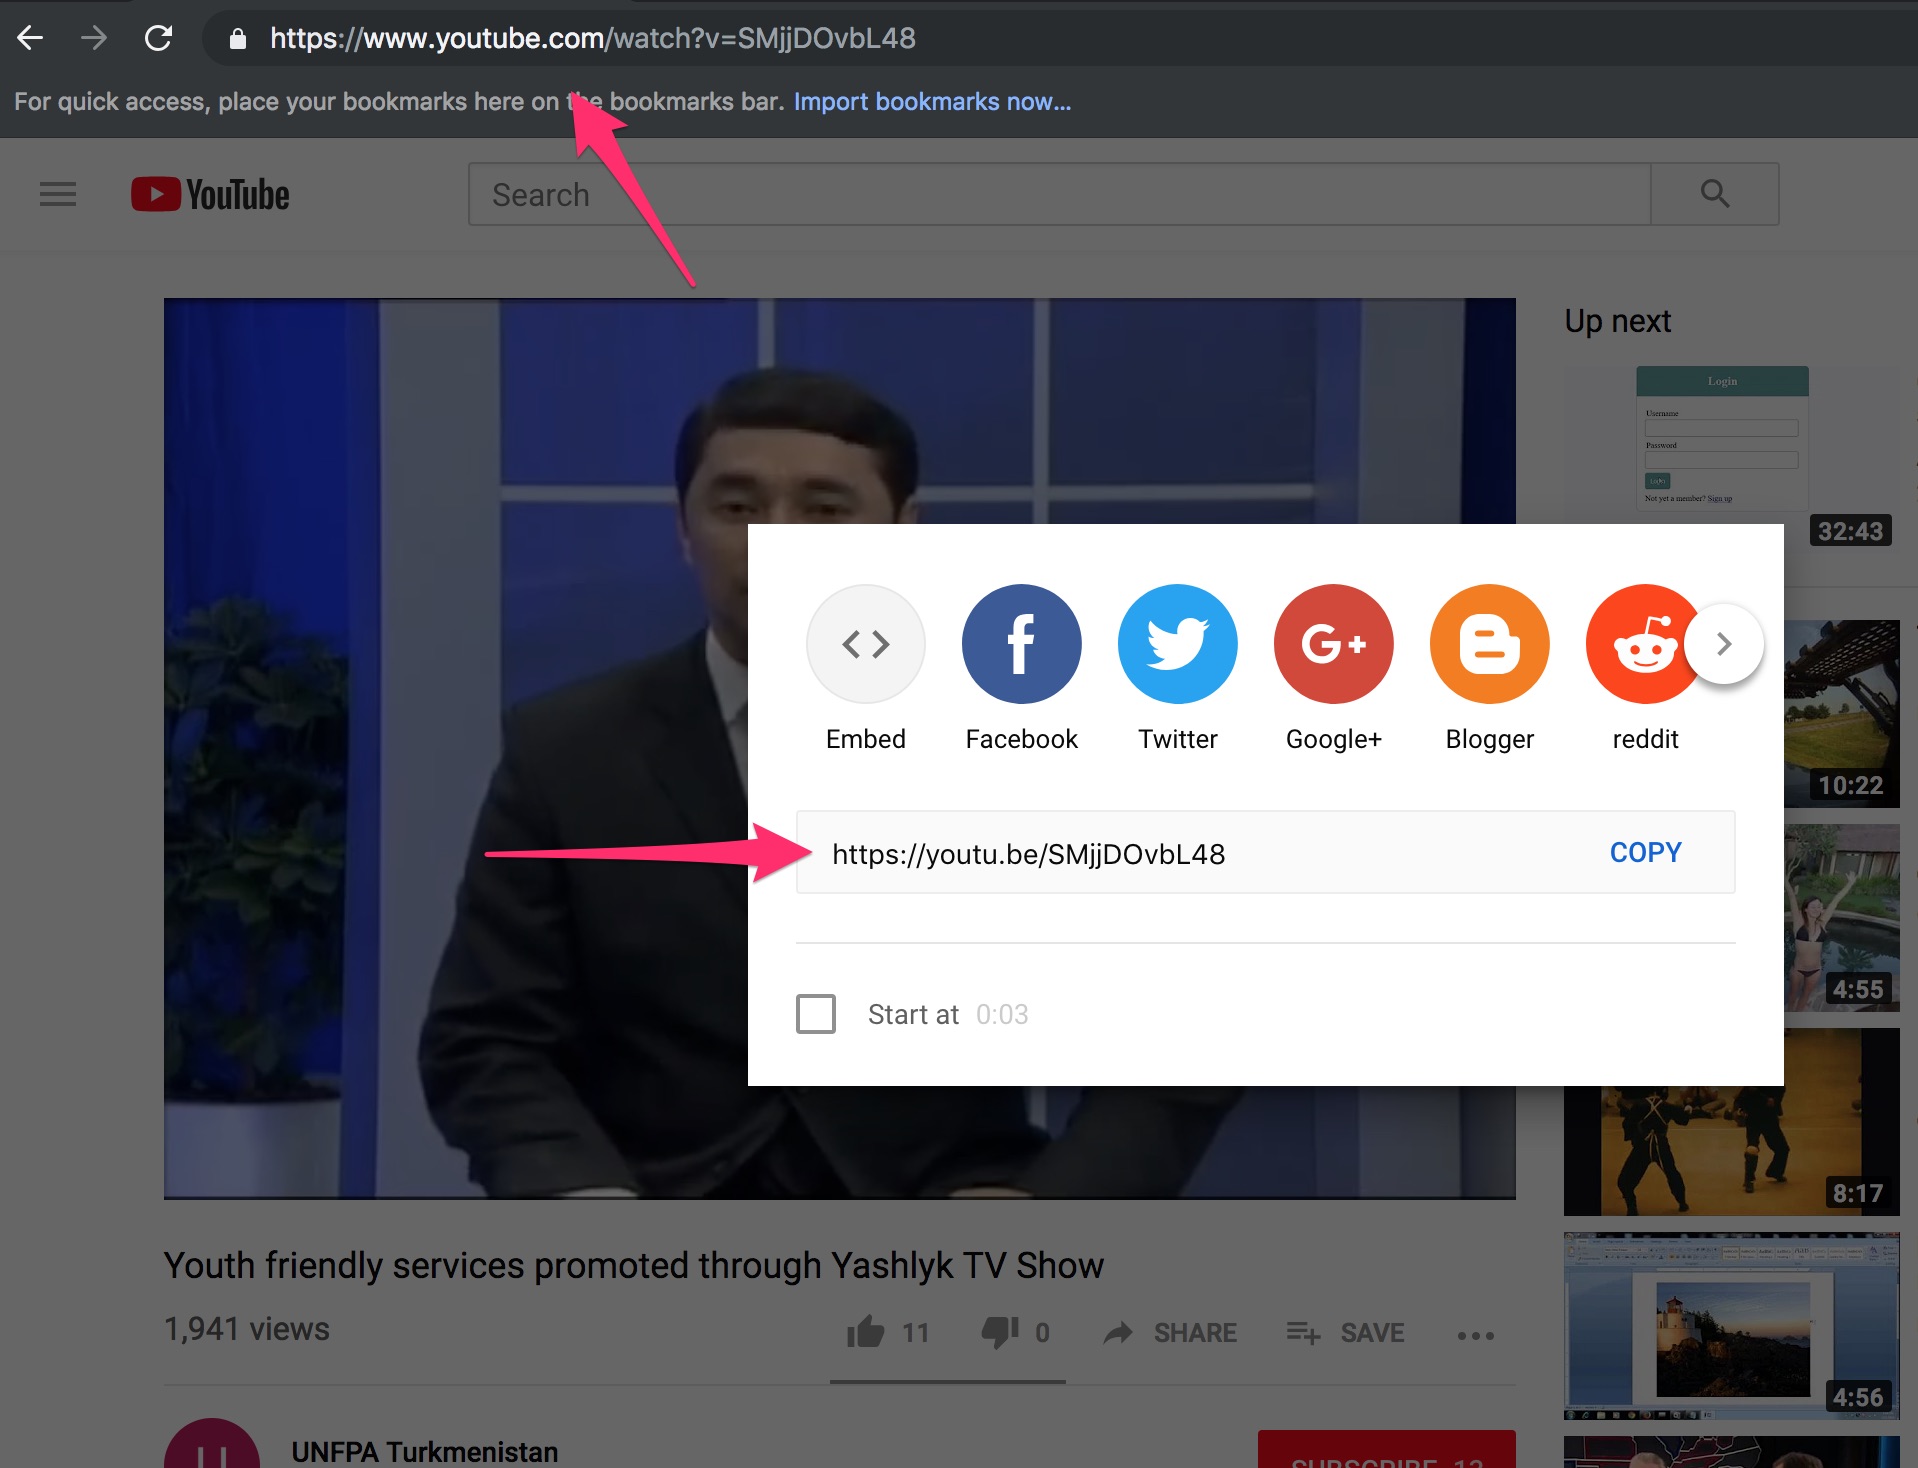 https://www.youtube.com/watch?v=SMjjDOvbL48
For quick access, place your bookmarks here on the bookmarks bar. Import bookmarks now...
YouTube
Search
Up next
Login
Username
Password
Login
Not yet a member? Sign up
32:43
Embed
Facebook
Twitter
G+
Google+
Blogger
reddit
10:22
https://youtu.be/SMjjDOvbL48
COPY
4:55
Start at 0:03
8:17
Youth friendly services promoted through Yashlyk TV Show
1,941 views
11
0
SHARE
SAVE
4:56
U
UNFPA Turkmenistan
SUBSCRIBE 12